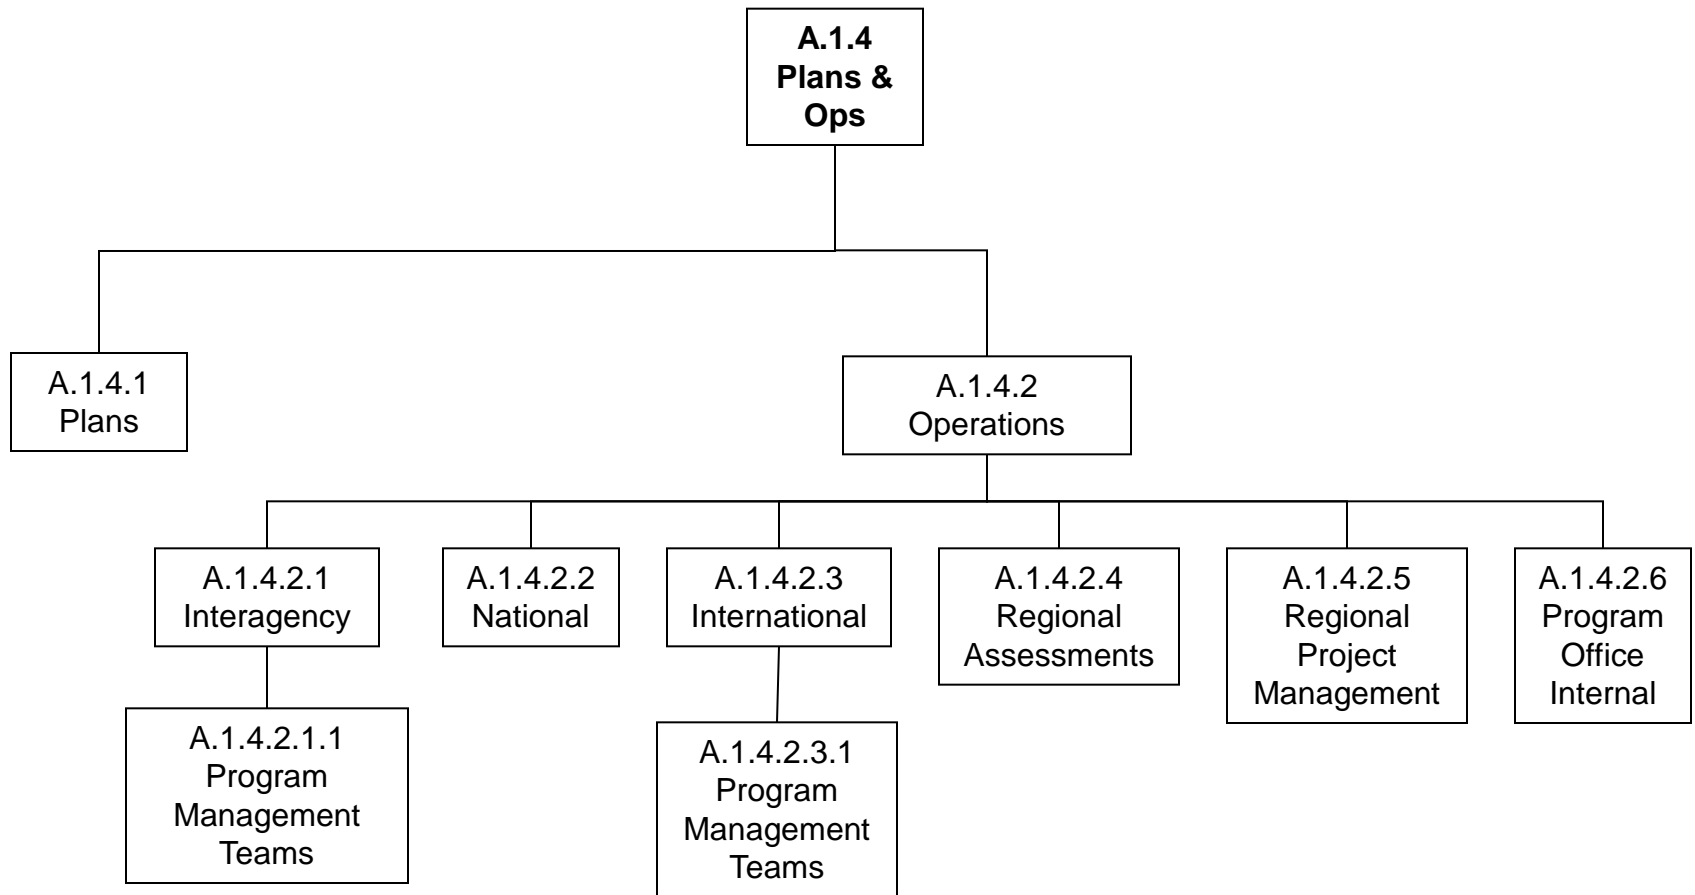 A.1.4
Plans &
Ops
A.1.4.1
Plans
A.1.4.2
Operations
A.1.4.2.1
Interagency
A.1.4.2.2
National
A.1.4.2.3
International
A.1.4.2.4
Regional
Assessments
A.1.4.2.5
Regional
Project
Management
A.1.4.2.6
Program
Office
Internal
A.1.4.2.1.1
Program
Management
Teams
A.1.4.2.3.1
Program
Management
Teams